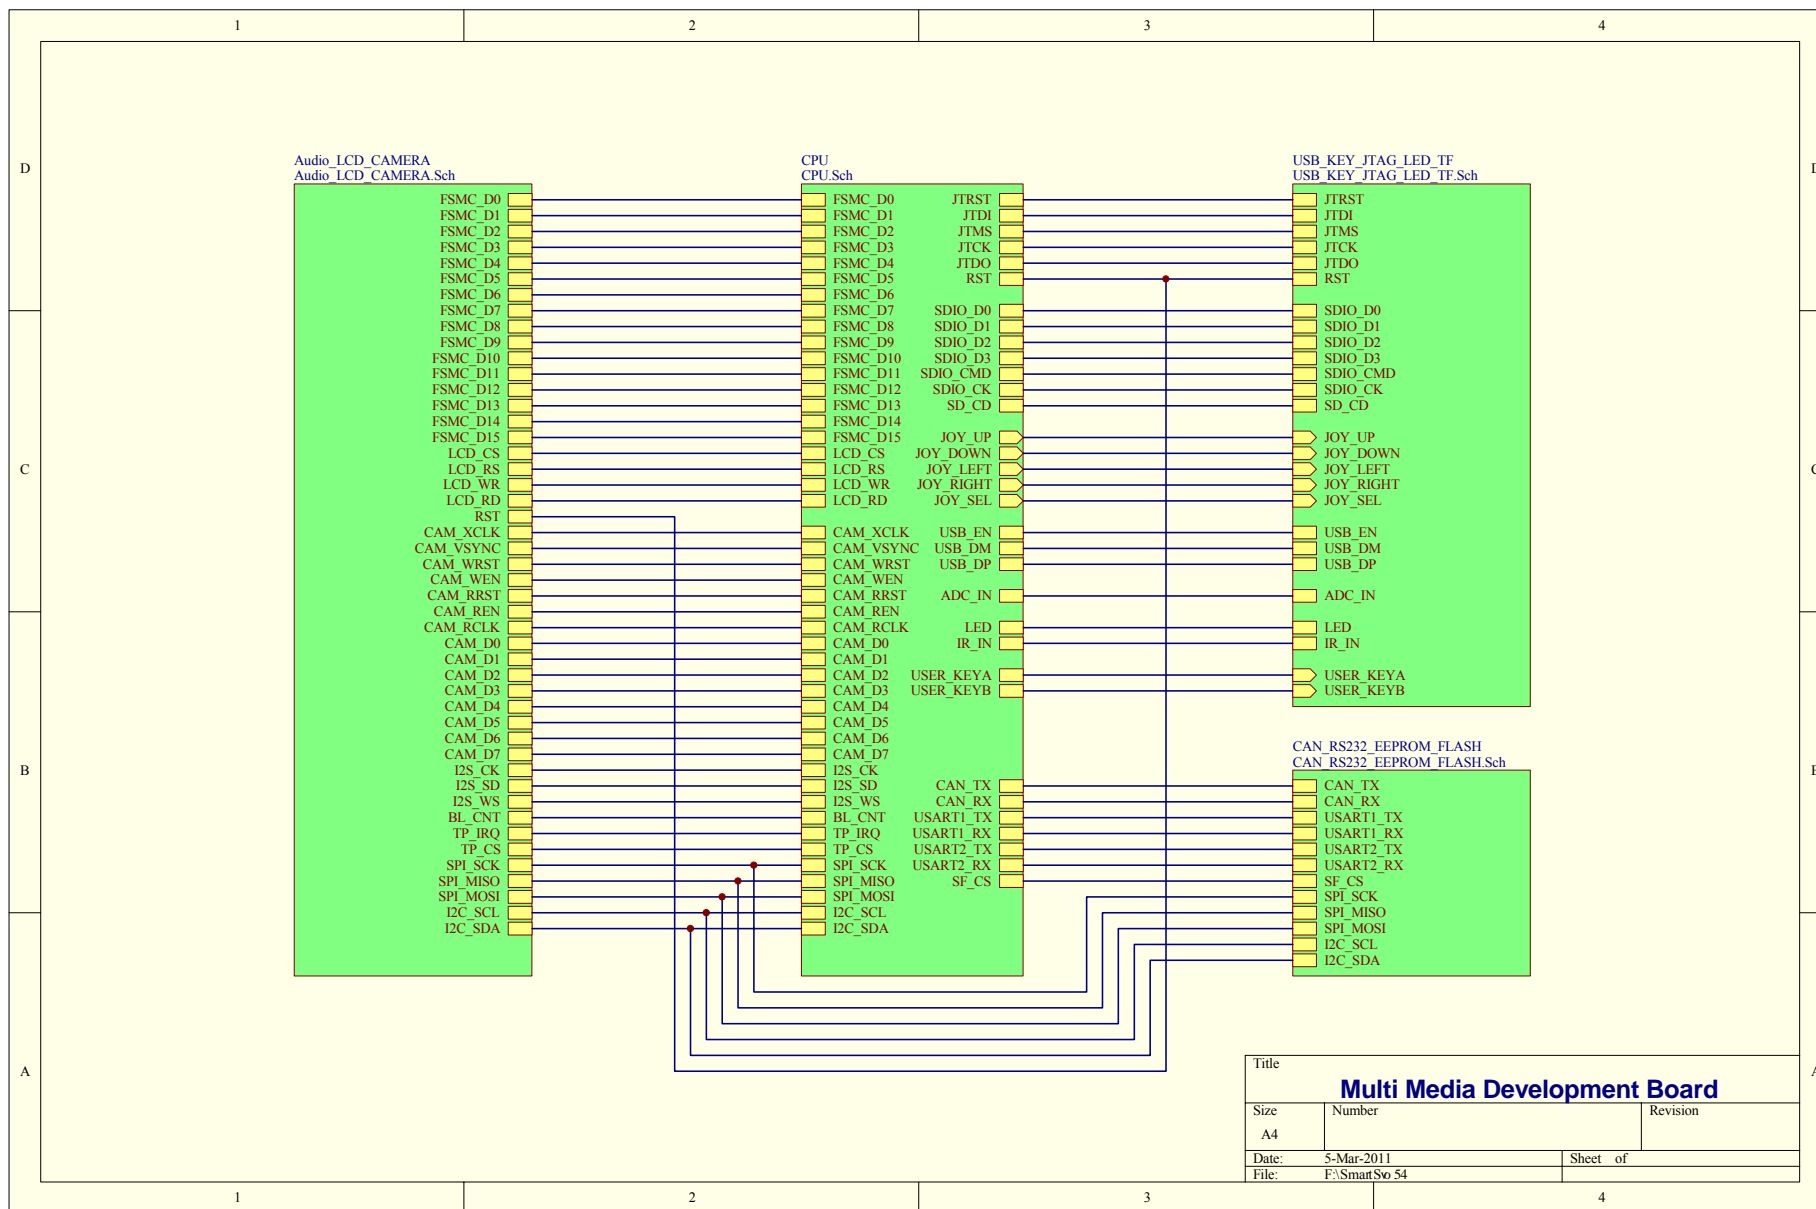 1 2 3 4
D
C
B
A
D
C
B
A
Audio_LCD_CAMERA
Audio_LCD_CAMERA.Sch
FSMC_D0
FSMC_D1
FSMC_D2
FSMC_D3
FSMC_D4
FSMC_D5
FSMC_D6
FSMC_D7
FSMC_D8
FSMC_D9
FSMC_D10
FSMC_D11
FSMC_D12
FSMC_D13
FSMC_D14
FSMC_D15
LCD_CS
LCD_RS
LCD_WR
LCD_RD
RST
CAM_XCLK
CAM_VSYNC
CAM_WRST
CAM_WEN
CAM_RRST
CAM_REN
CAM_RCLK
CAM_D0
CAM_D1
CAM_D2
CAM_D3
CAM_D4
CAM_D5
CAM_D6
CAM_D7
I2S_CK
I2S_SD
I2S_WS
BL_CNT
TP_IRQ
TP_CS
SPI_SCK
SPI_MISO
SPI_MOSI
I2C_SCL
I2C_SDA
CPU
CPU.Sch
FSMC_D0 JTRST
FSMC_D1 JTDI
FSMC_D2 JTMS
FSMC_D3 JTCK
FSMC_D4 JTDO
FSMC_D5 RST
FSMC_D6
FSMC_D7 SDIO_D0
FSMC_D8 SDIO_D1
FSMC_D9 SDIO_D2
FSMC_D10 SDIO_D3
FSMC_D11 SDIO_CMD
FSMC_D12 SDIO_CK
FSMC_D13 SD_CD
FSMC_D14
FSMC_D15 JOY_UP
LCD_CS JOY_DOWN
LCD_RS JOY_LEFT
LCD_WR JOY_RIGHT
LCD_RD JOY_SEL
CAM_XCLK USB_EN
CAM_VSYNC USB_DM
CAM_WRST USB_DP
CAM_WEN
CAM_RRST ADC_IN
CAM_REN
CAM_RCLK LED
CAM_D0 IR_IN
CAM_D1
CAM_D2 USER_KEYA
CAM_D3 USER_KEYB
CAM_D4
CAM_D5
CAM_D6
CAM_D7
I2S_CK
I2S_SD CAN_TX
I2S_WS CAN_RX
BL_CNT USART1_TX
TP_IRQ USART1_RX
TP_CS USART2_TX
SPI_SCK USART2_RX
SPI_MISO SF_CS
SPI_MOSI
I2C_SCL
I2C_SDA
USB_KEY_JTAG_LED_TF
USB_KEY_JTAG_LED_TF.Sch
JTRST
JTDI
JTMS
JTCK
JTDO
RST
SDIO_D0
SDIO_D1
SDIO_D2
SDIO_D3
SDIO_CMD
SDIO_CK
SD_CD
JOY_UP
JOY_DOWN
JOY_LEFT
JOY_RIGHT
JOY_SEL
USB_EN
USB_DM
USB_DP
ADC_IN
LED
IR_IN
USER_KEYA
USER_KEYB
CAN_RS232_EEPROM_FLASH
CAN_RS232_EEPROM_FLASH.Sch
CAN_TX
CAN_RX
USART1_TX
USART1_RX
USART2_TX
USART2_RX
SF_CS
SPI_SCK
SPI_MISO
SPI_MOSI
I2C_SCL
I2C_SDA
Title
Multi Media Development Board
Size Number Revision
A4
Date: 5-Mar-2011 Sheet of
File: 54
1 2 3 4